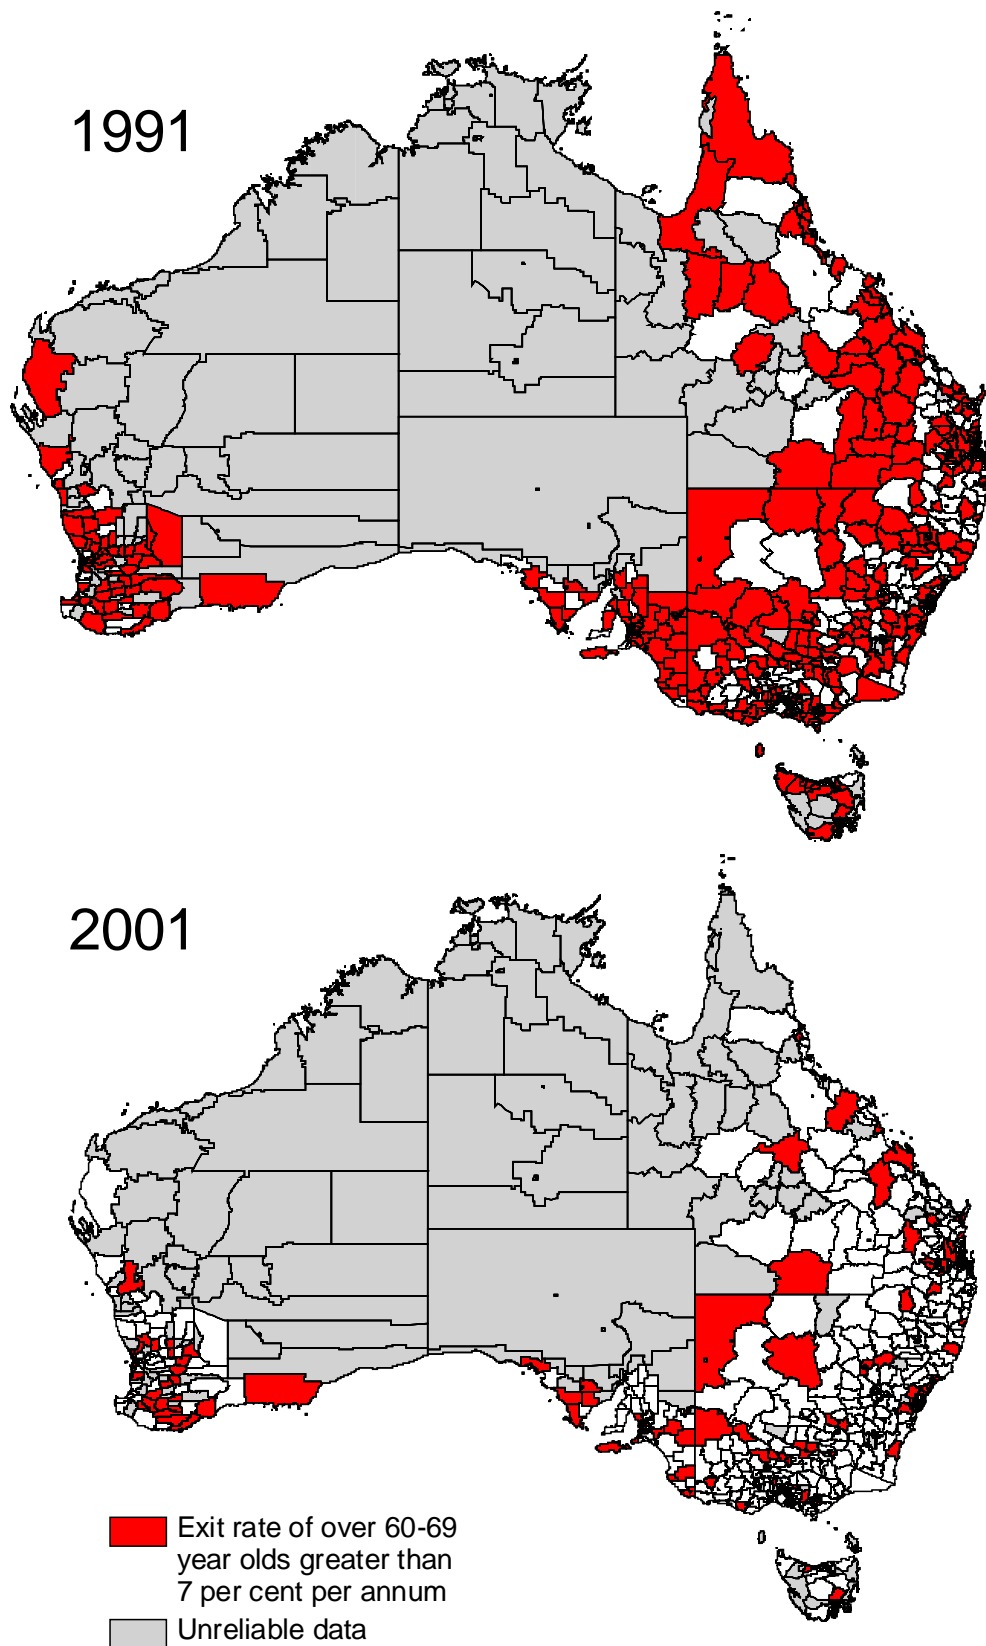 1991
2001
Exit rate of over 60-69
year olds greater than
7 per cent per annum
Unreliable data